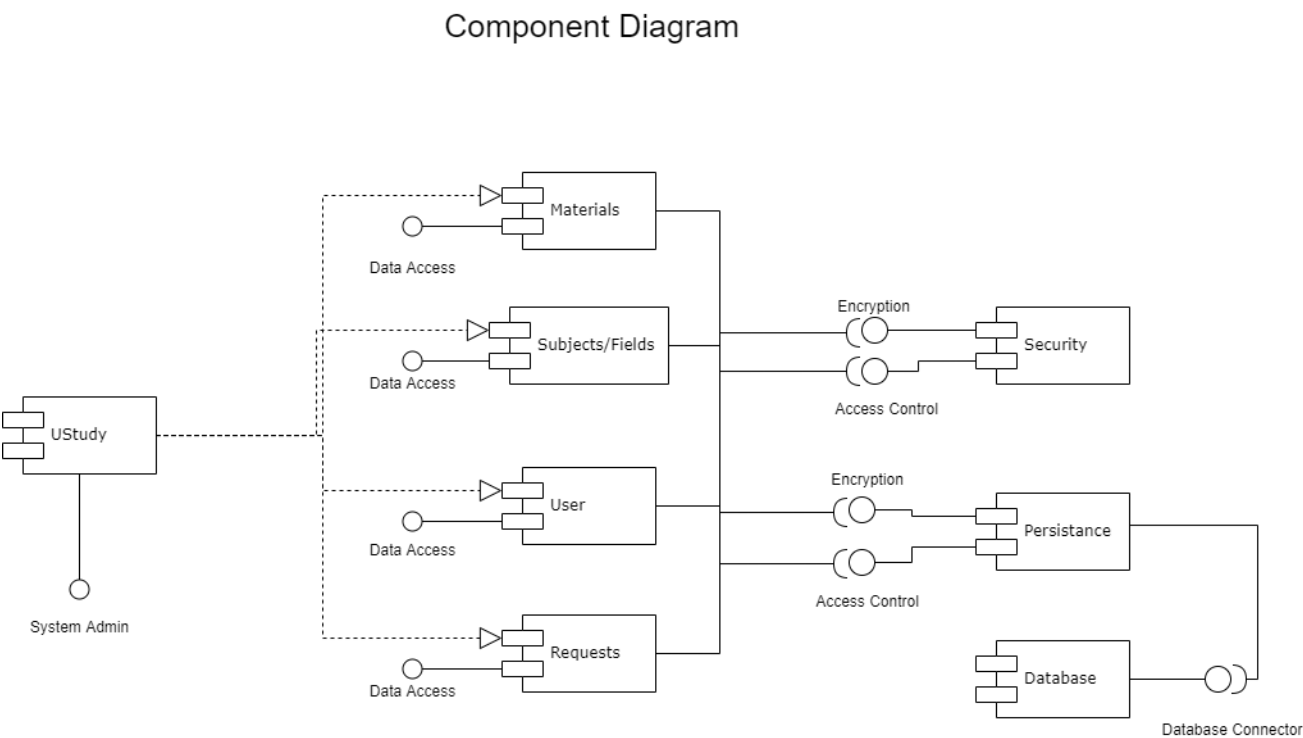 Component Diagram
Materials
Data Access
Encryption
Subjects/Fields
Security
Data Access
Access Control
UStudy
Encryption
User
Persistance
Data Access
Access Control
System Admin
Requests
Database
Data Access
Database Connector